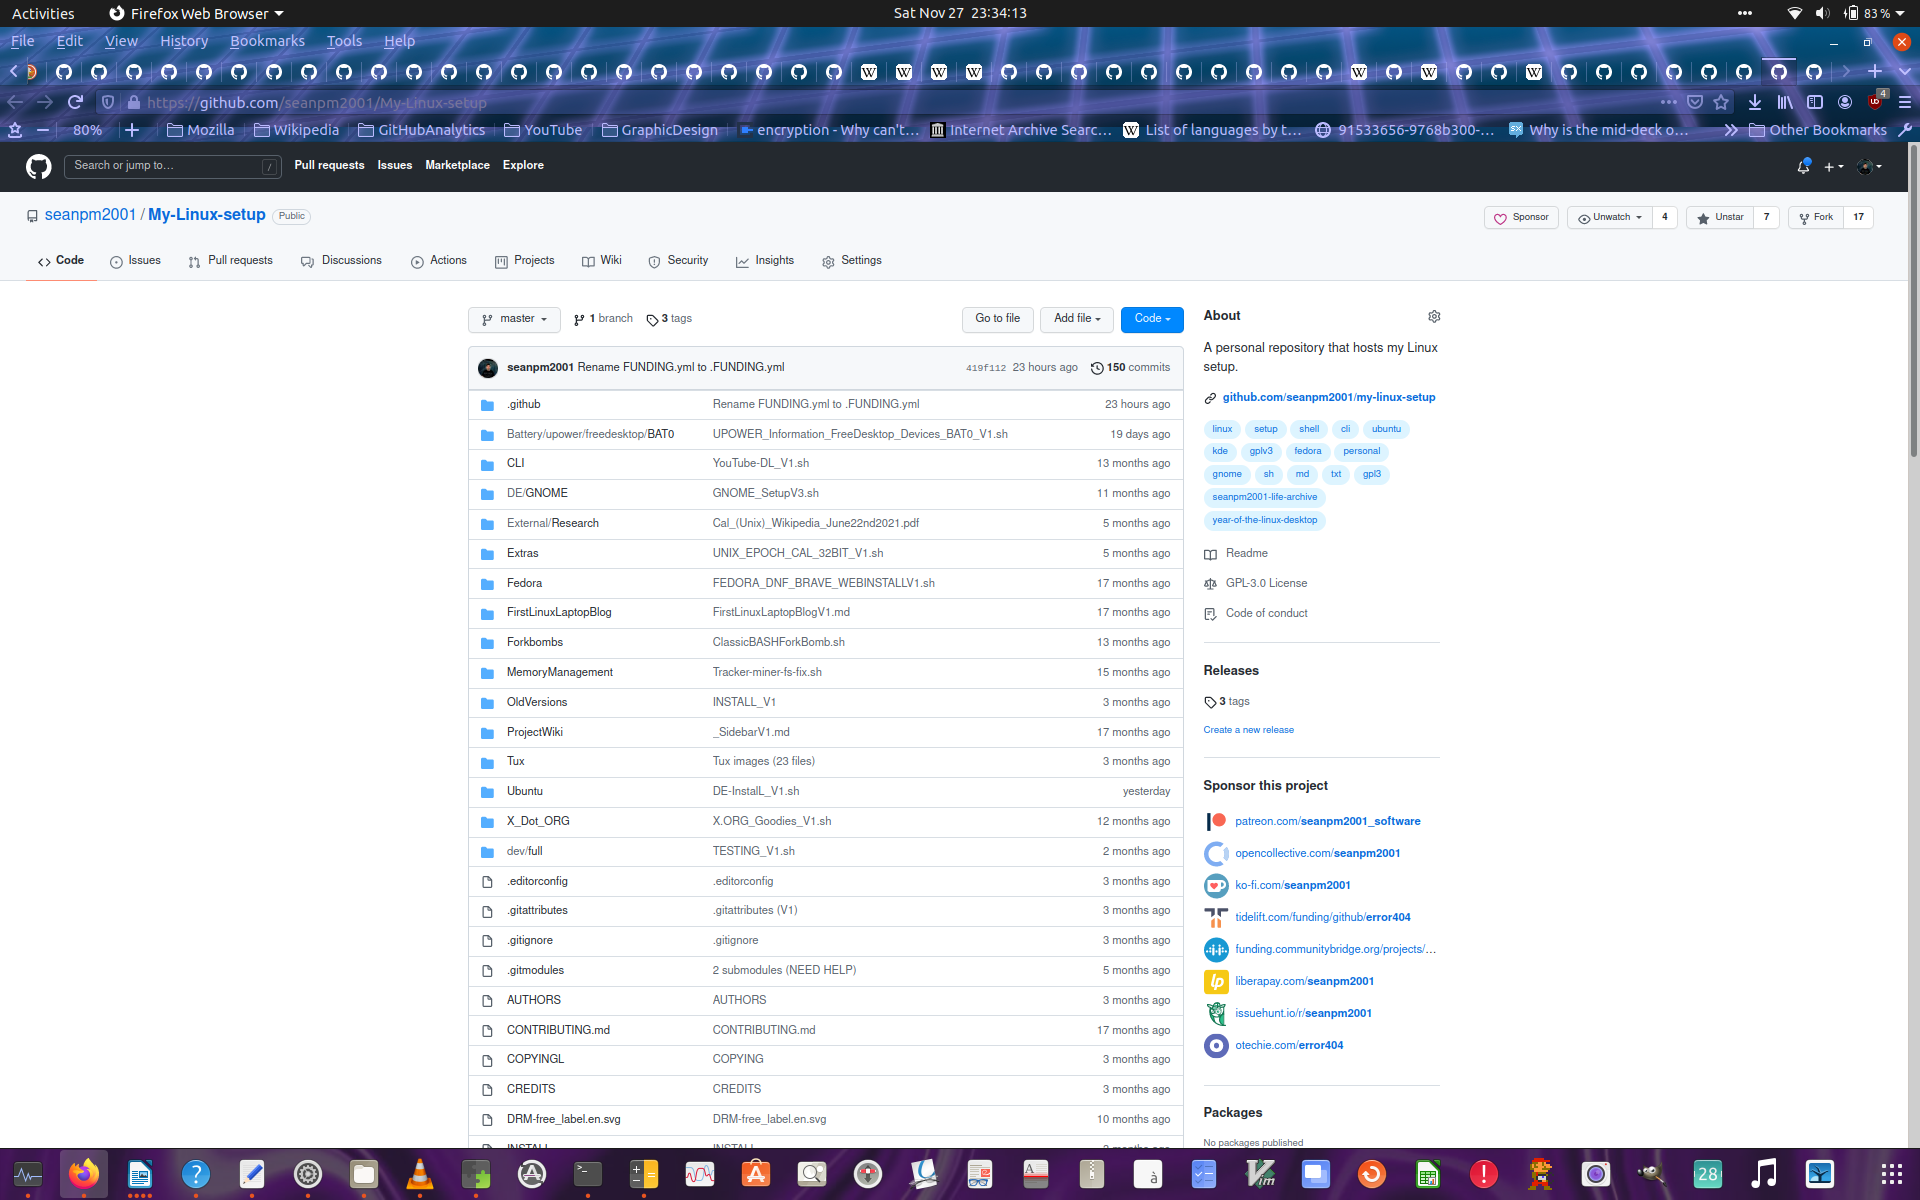 Activities Firefox Web Browser Sat Nov 27 23:34:13 83 %
File Edit View History Bookmarks Tools Help
https://github.com/seanpm2001/My-Linux-setup 4
80% Mozilla Wikipedia GitHubAnalytics YouTube GraphicDesign encryption - Why can't… Internet Archive Searc… List of languages by t… 91533656-9768b300-… Why is the mid-deck o… Other Bookmarks
Search or jump to… / Pull requests Issues Marketplace Explore
seanpm2001 / My-Linux-setup Public Sponsor Unwatch 4 Unstar 7 Fork 17
Code Issues Pull requests Discussions Actions Projects Wiki Security Insights Settings
master 1 branch 3 tags Go to file Add file Code
seanpm2001 Rename FUNDING.yml to .FUNDING.yml 419f112 23 hours ago 150 commits
.github Rename FUNDING.yml to .FUNDING.yml 23 hours ago
Battery/upower/freedesktop/BAT0 UPOWER_Information_FreeDesktop_Devices_BAT0_V1.sh 19 days ago
CLI YouTube-DL_V1.sh 13 months ago
DE/GNOME GNOME_SetupV3.sh 11 months ago
External/Research Cal_(Unix)_Wikipedia_June22nd2021.pdf 5 months ago
Extras UNIX_EPOCH_CAL_32BIT_V1.sh 5 months ago
Fedora FEDORA_DNF_BRAVE_WEBINSTALLV1.sh 17 months ago
FirstLinuxLaptopBlog FirstLinuxLaptopBlogV1.md 17 months ago
Forkbombs ClassicBASHForkBomb.sh 13 months ago
MemoryManagement Tracker-miner-fs-fix.sh 15 months ago
OldVersions INSTALL_V1 3 months ago
ProjectWiki _SidebarV1.md 17 months ago
Tux Tux images (23 files) 3 months ago
Ubuntu DE-InstalL_V1.sh yesterday
X_Dot_ORG X.ORG_Goodies_V1.sh 12 months ago
dev/full TESTING_V1.sh 2 months ago
.editorconfig .editorconfig 3 months ago
.gitattributes .gitattributes (V1) 3 months ago
.gitignore .gitignore 3 months ago
.gitmodules 2 submodules (NEED HELP) 5 months ago
AUTHORS AUTHORS 3 months ago
CONTRIBUTING.md CONTRIBUTING.md 17 months ago
COPYINGL COPYING 3 months ago
CREDITS CREDITS 3 months ago
DRM-free_label.en.svg DRM-free_label.en.svg 10 months ago
INSTALL INSTALL 3 months ago
About
A personal repository that hosts my Linux
setup.
github.com/seanpm2001/my-linux-setup
linux setup shell cli ubuntu
kde gplv3 fedora personal
gnome sh md txt gpl3
seanpm2001-life-archive
year-of-the-linux-desktop
Readme
GPL-3.0 License
Code of conduct
Releases
3 tags
Create a new release
Sponsor this project
patreon.com/seanpm2001_software
opencollective.com/seanpm2001
ko-fi.com/seanpm2001
tidelift.com/funding/github/error404
funding.communitybridge.org/projects/…
liberapay.com/seanpm2001
issuehunt.io/r/seanpm2001
otechie.com/error404
Packages
No packages published
28